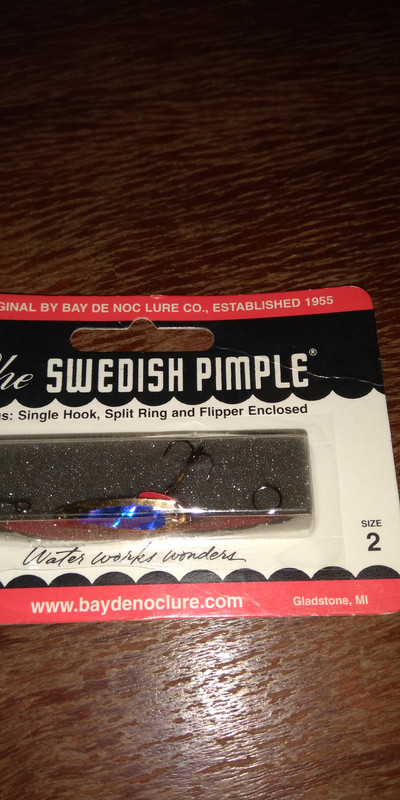 GINAL BY BAY DE NOC LURE CO., ESTABLISHED 1955
he SWEDISH PIMPLE®
us: Single Hook, Split Ring and Flipper Enclosed
SIZE
2
Water works wonders
www.baydenoclure.com
Gladstone, MI